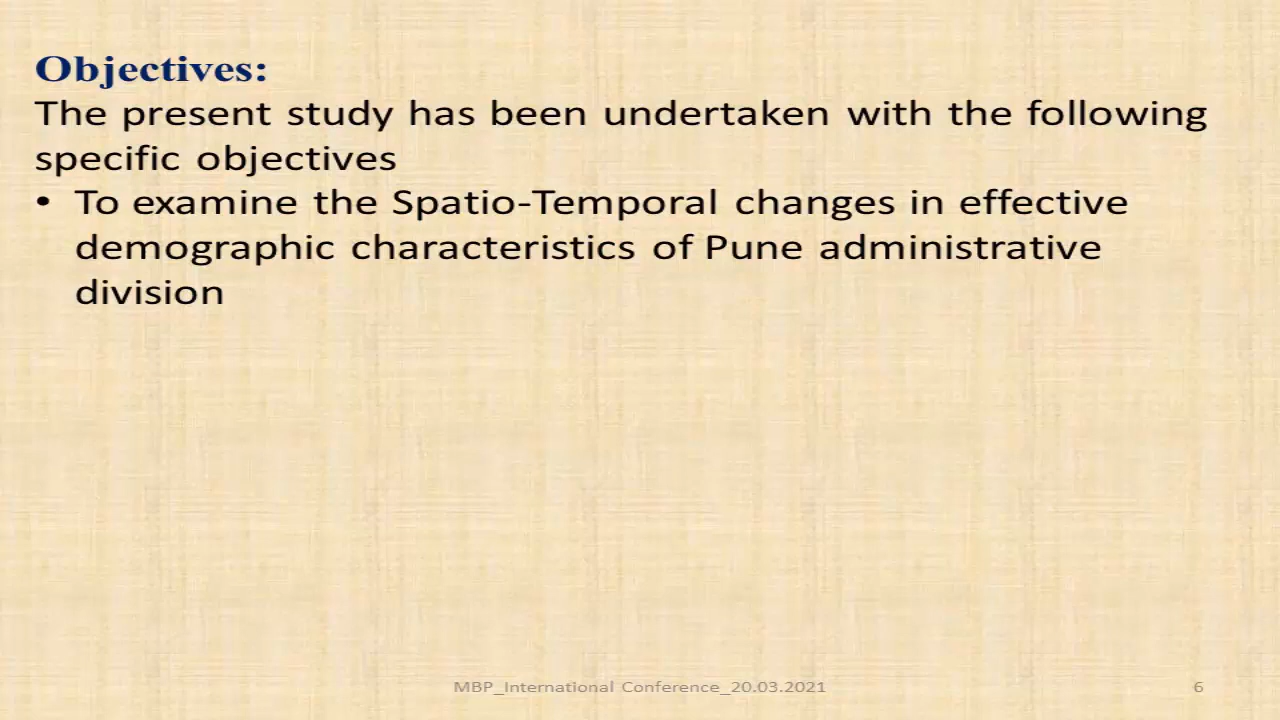 Objectives:
The present study has been undertaken with the following
specific objectives
• To examine the Spatio-Temporal changes in effective
demographic characteristics of Pune administrative
division
MBP_International Conference_20.03.2021
6